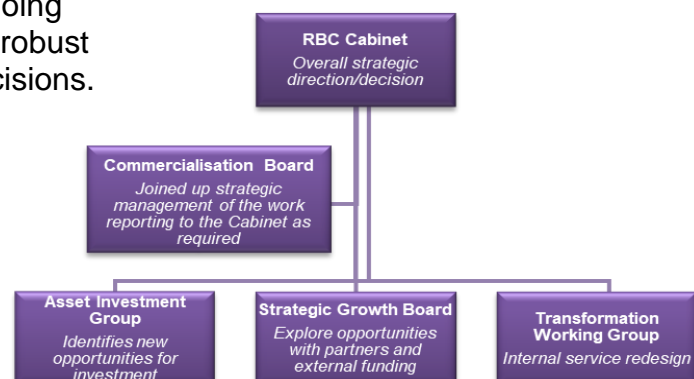 oing
robust
cisions.
RBC Cabinet
Overall strategic
direction/decision
Commercialisation Board
Joined up strategic
management of the work
reporting to the Cabinet as
required
Asset Investment
Group
Identifies new
opportunities for
investment
Strategic Growth Board
Explore opportunities
with partners and
external funding
Transformation
Working Group
Internal service redesign